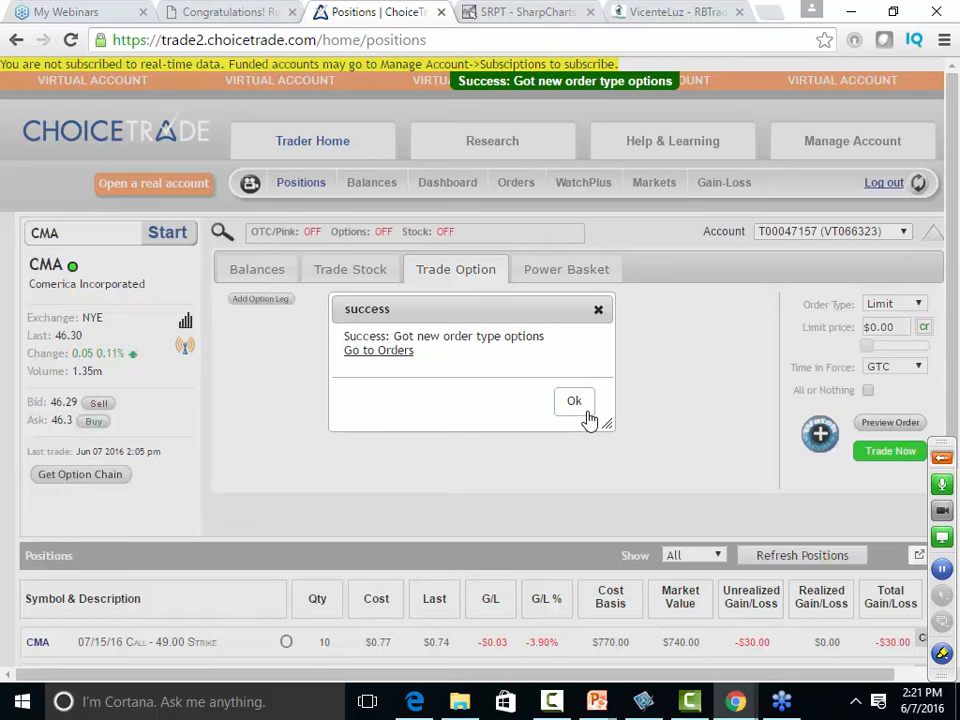 My Webinars
Congratulations! Re
Positions | ChoiceTr
SRPT - SharpCharts
VicenteLuz - RBTrad
https://trade2.choicetrade.com/home/positions
IQ
You are not subscribed to real-time data. Funded accounts may go to Manage Account->Subsciptions to subscribe.
VIRTUAL ACCOUNT
VIRTUAL ACCOUNT
VIRTU
Success: Got new order type options
OUNT
VIRTUAL ACCOUNT
CHOICETRADE
Trader Home
Research
Help & Learning
Manage Account
Open a real account
Positions
Balances
Dashboard
Orders
WatchPlus
Markets
Gain-Loss
Log out
CMA
Start
OTC/Pink: OFF Options: OFF Stock: OFF
Account
T00047157 (VT066323)
CMA
Comerica Incorporated
Exchange: NYE
Last: 46.30
Change: 0.05 0.11%
Volume: 1.35m
Bid: 46.29 Sell
Ask: 46.3 Buy
Last trade: Jun 07 2016 2:05 pm
Get Option Chain
Balances
Trade Stock
Trade Option
Power Basket
Add Option Leg
success
Success: Got new order type options
Go to Orders
Ok
Order Type: Limit
Limit price: $0.00 cr
Time in Force: GTC
All or Nothing
Preview Order
Trade Now
Positions
Show All
Refresh Positions
Symbol & Description
Qty
Cost
Last
G/L
G/L %
Cost Basis
Market Value
Unrealized Gain/Loss
Realized Gain/Loss
Total Gain/Loss
CMA 07/15/16 Call - 49.00 Strike 10 $0.77 $0.74 -$0.03 -3.90% $770.00 $740.00 -$30.00 $0.00 -$30.00 C
I'm Cortana. Ask me anything.
2:21 PM
6/7/2016